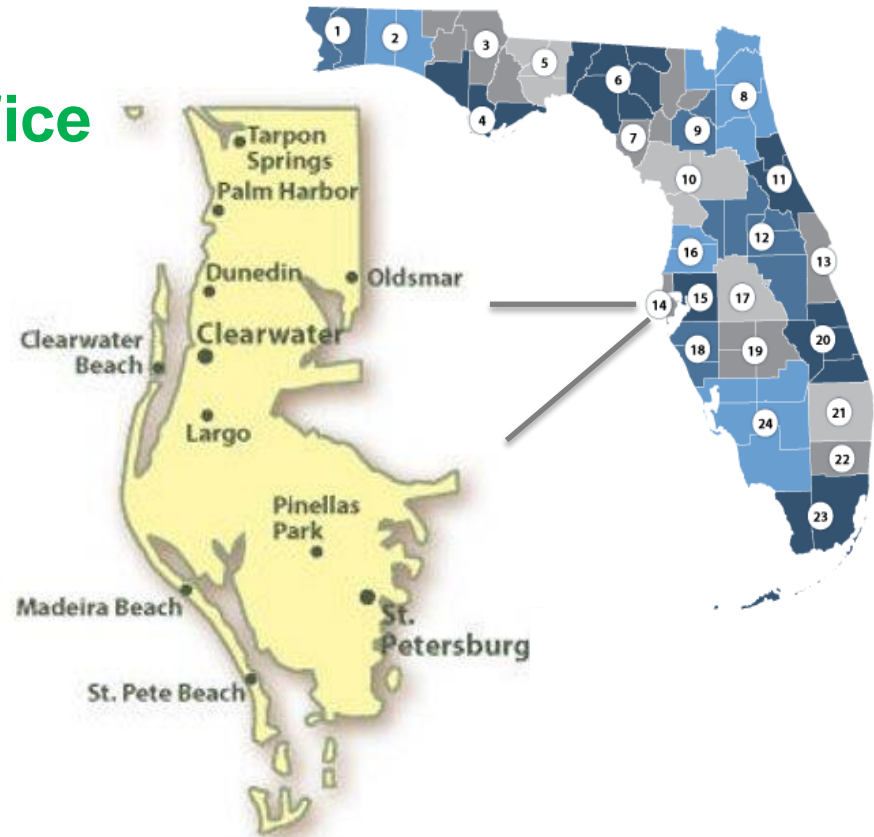 fice
Tarpon
Springs
Palm Harbor
Dunedin
Oldsmar
Clearwater
Clearwater
Beach
Largo
Pinellas
Park
Madeira Beach
St.
Petersburg
St. Pete Beach
1
2
3
5
6
4
7
8
9
10
11
12
16
13
14
15
17
18
19
20
21
24
22
23